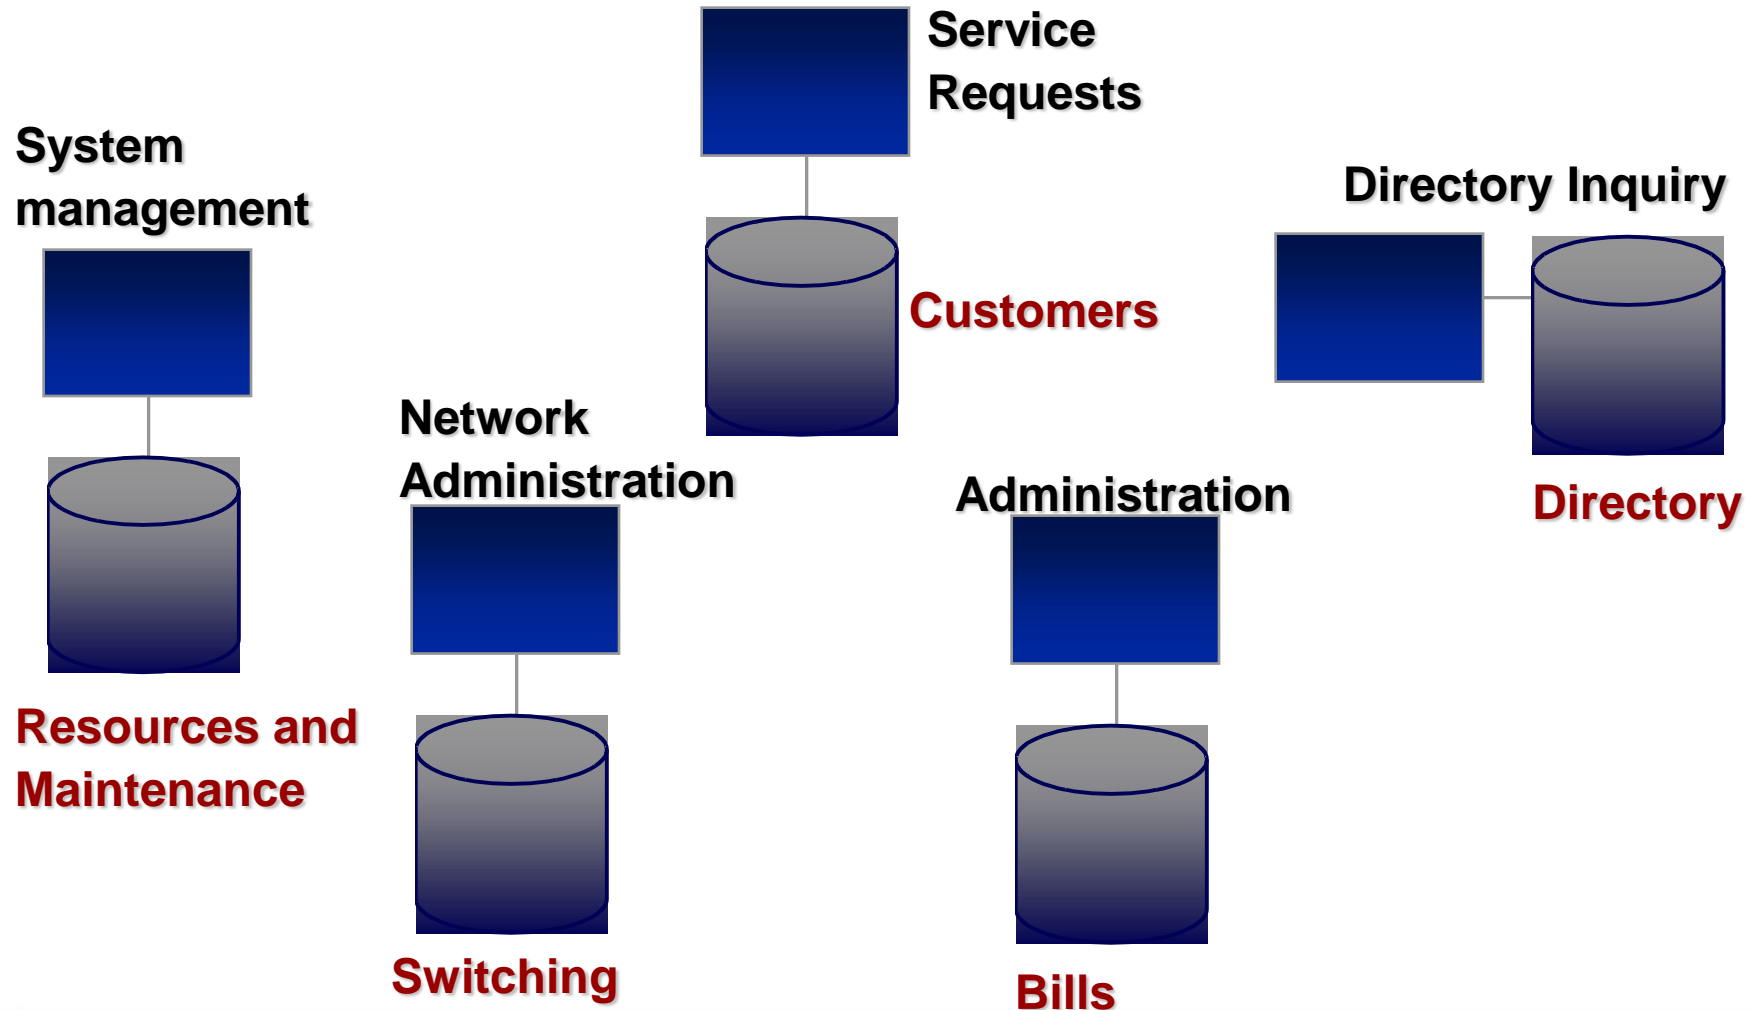 Service
Requests
System
management
Directory Inquiry
Customers
Network
Administration
Administration
Directory
Resources and
Maintenance
Switching
Bills